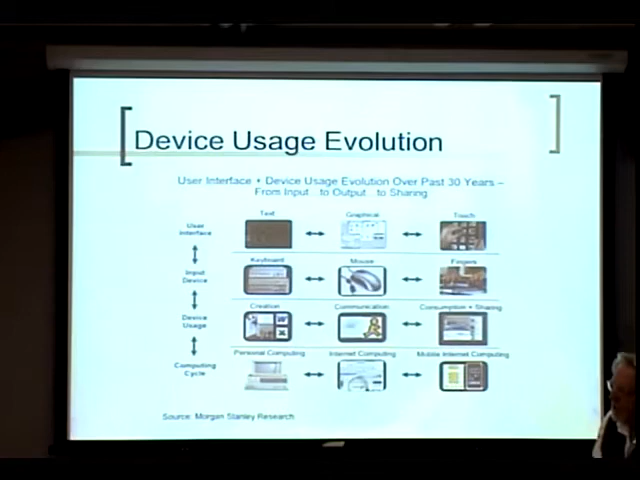 Device Usage Evolution
User Interface + Device Usage Evolution Over Past 30 Years –
From Input to Output to Sharing
User Interface
Text
Graphical
Touch
Input Device
Keyboard
Mouse
Fingers
Device Usage
Creation
Communication
Consumption + Sharing
Computing Cycle
Personal Computing
Internet Computing
Mobile Internet Computing
Source: Morgan Stanley Research